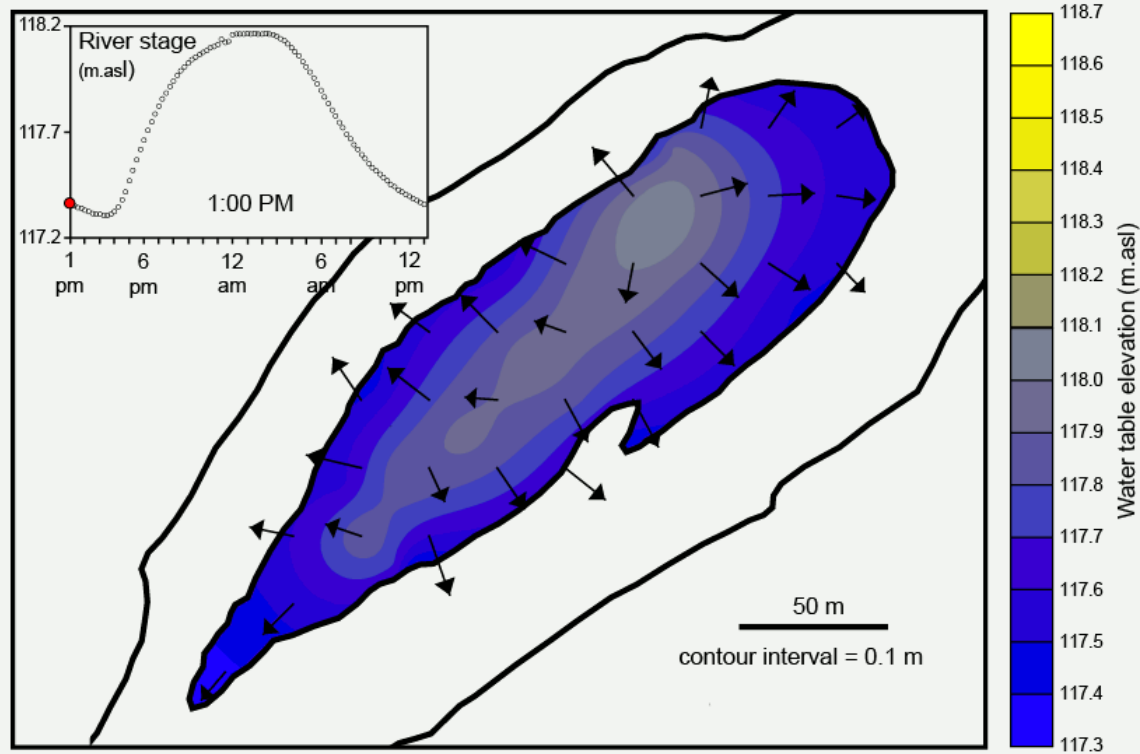 118.2
River stage
(m.asl)
117.7
1:00 PM
117.2
1 6 12 6 12
pm pm am am pm
50 m
contour interval = 0.1 m
118.7
118.6
118.5
118.4
118.3
118.2
118.1
118.0
117.9
117.8
117.7
117.6
117.5
117.4
117.3
Water table elevation (m.asl)